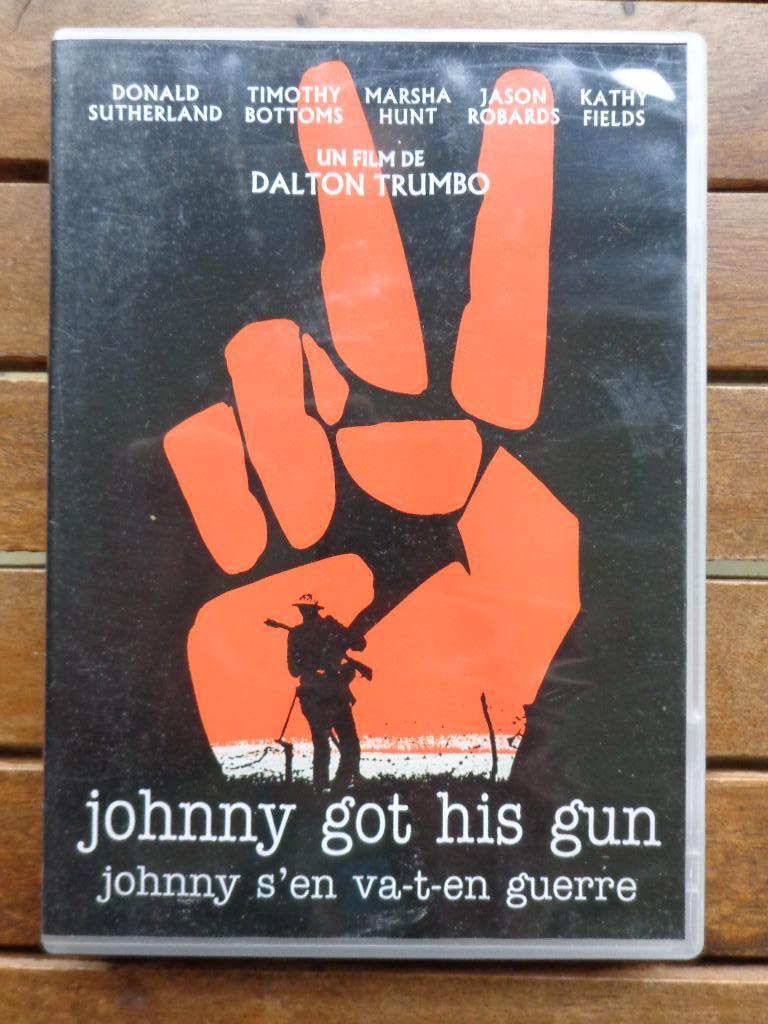 DONALD SUTHERLAND
TIMOTHY BOTTOMS
MARSHA HUNT
JASON ROBARDS
KATHY FIELDS
UN FILM DE
DALTON TRUMBO
johnny got his gun
johnny s'en va-t-en guerre